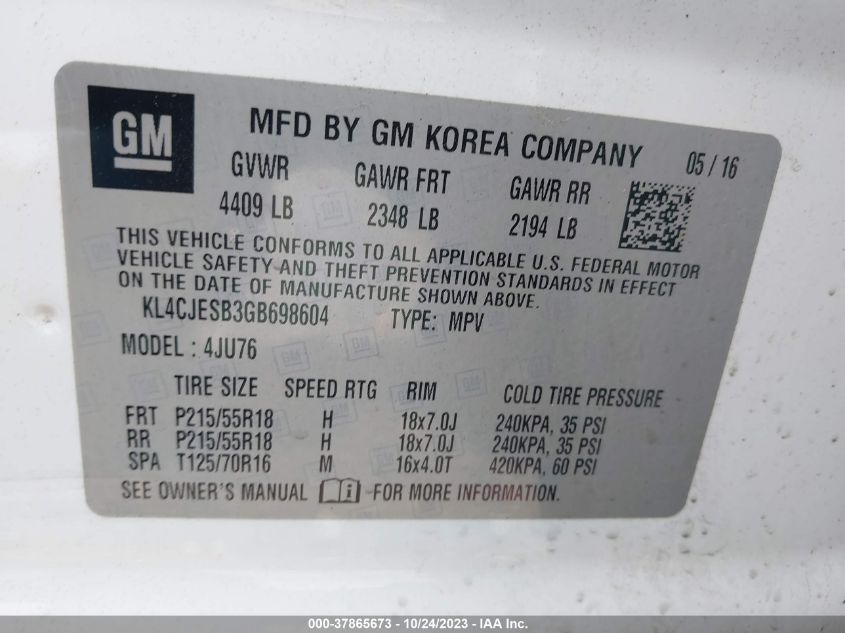 GM
MFD BY GM KOREA COMPANY 05 / 16
GVWR GAWR FRT GAWR RR
4409 LB 2348 LB 2194 LB
THIS VEHICLE CONFORMS TO ALL APPLICABLE U.S. FEDERAL MOTOR
VEHICLE SAFETY AND THEFT PREVENTION STANDARDS IN EFFECT
ON THE DATE OF MANUFACTURE SHOWN ABOVE.
KL4CJESB3GB698604 TYPE: MPV
MODEL : 4JU76
TIRE SIZE SPEED RTG RIM COLD TIRE PRESSURE
FRT P215/55R18 H 18x7.0J 240KPA, 35 PSI
RR P215/55R18 H 18x7.0J 240KPA, 35 PSI
SPA T125/70R16 M 16x4.0T 420KPA, 60 PSI
SEE OWNER'S MANUAL i -FOR MORE INFORMATION.
000-37865673 - 10/24/2023 - IAA Inc.